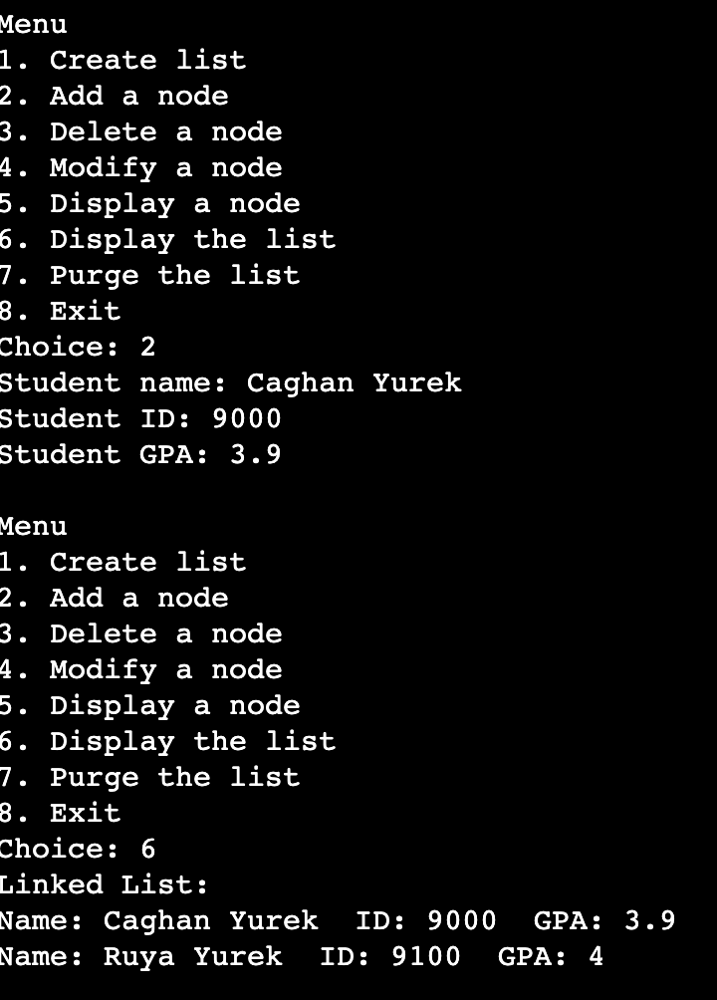 Menu
1. Create list
2. Add a node
3. Delete a node
4. Modify a node
5. Display a node
6. Display the list
7. Purge the list
8. Exit
Choice: 2
Student name: Caghan Yurek
Student ID: 9000
Student GPA: 3.9
Menu
1. Create list
2. Add a node
3. Delete a node
4. Modify a node
5. Display a node
6. Display the list
7. Purge the list
8. Exit
Choice: 6
Linked List:
Name: Caghan Yurek  ID: 9000  GPA: 3.9
Name: Ruya Yurek  ID: 9100  GPA: 4